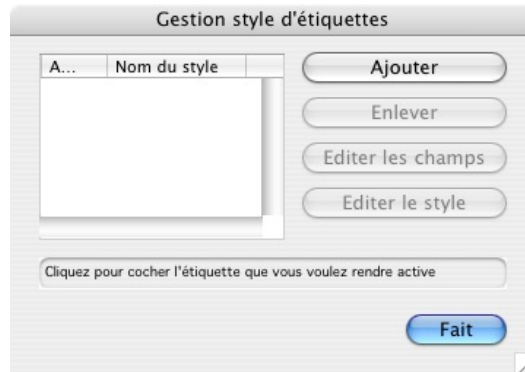 Gestion style d'étiquettes
A... Nom du style
Ajouter
Enlever
Editer les champs
Editer le style
Cliquez pour cocher l'étiquette que vous voulez rendre active
Fait